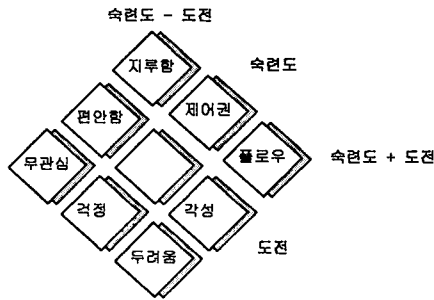 숙련도 - 도전
지루함
숙련도
편안함
제어권
무관심
플로우
숙련도 + 도전
걱정
각성
도전
두려움